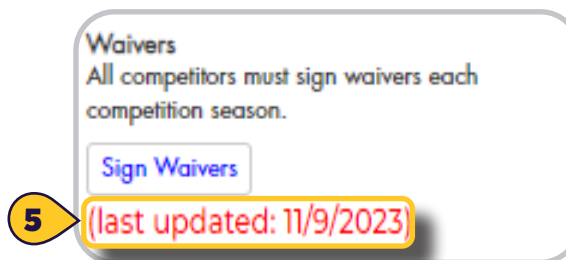 Waivers
All competitors must sign waivers each
competition season.
Sign Waivers
5
(last updated: 11/9/2023)